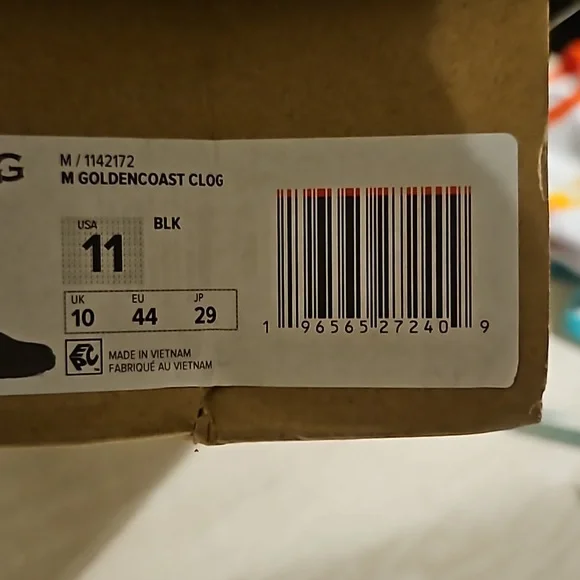 G
M / 1142172
M GOLDENCOAST CLOG
USA
11
BLK
UK EU JP
10 44 29
EPC
MADE IN VIETNAM
FABRIQUÉ AU VIETNAM
1 96565 27240 9